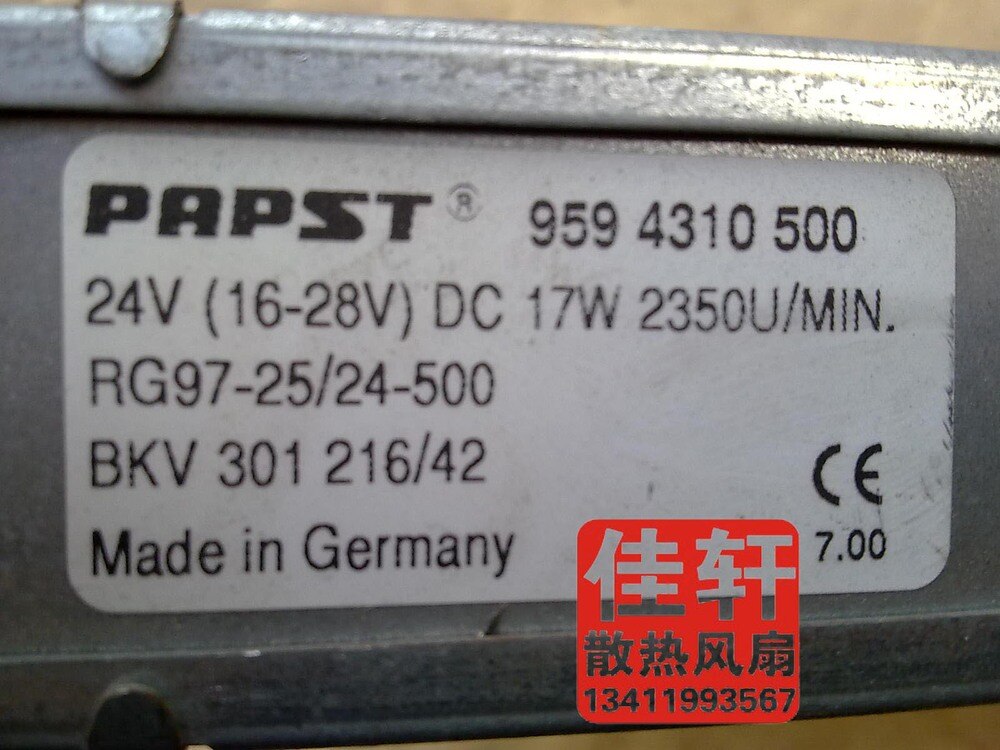 PAPST® 959 4310 500
24V (16-28V) DC 17W 2350U/MIN.
RG97-25/24-500
BKV 301 216/42
CE
Made in Germany 7.00
佳轩
散热风扇
13411993567